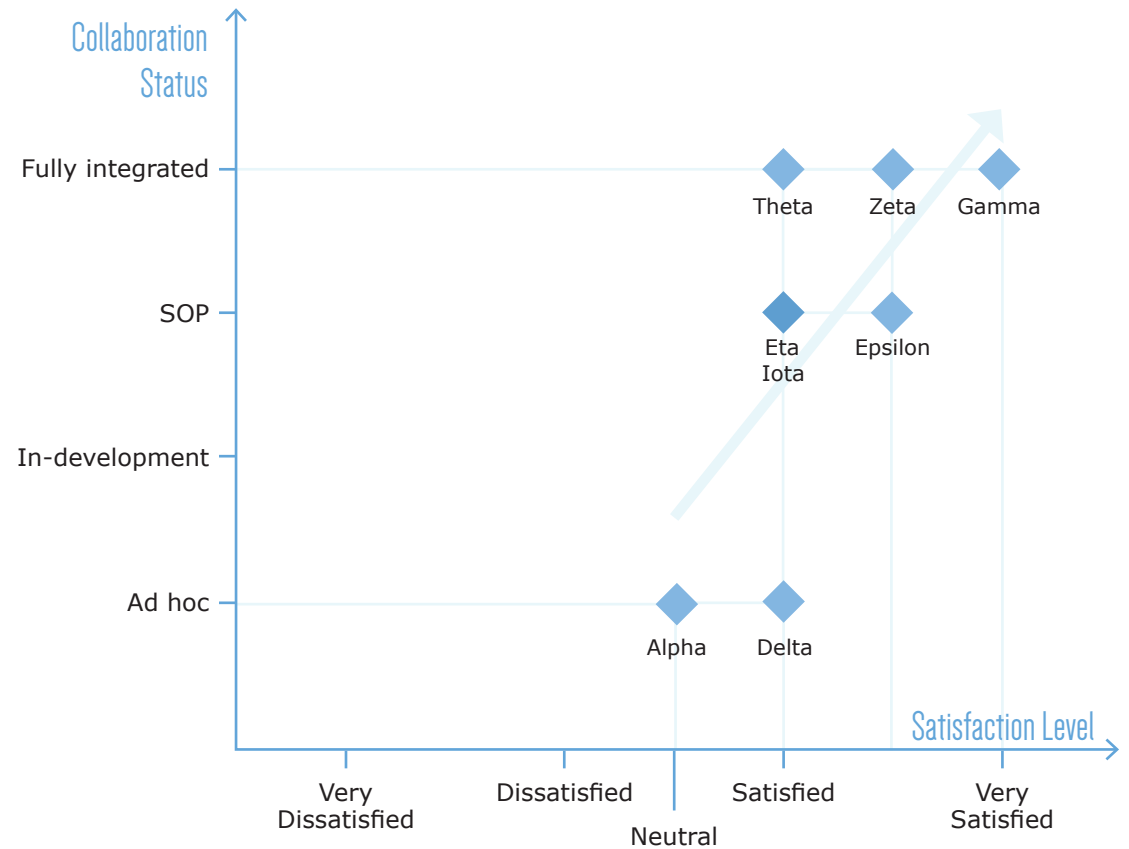 Collaboration
Status
Fully integrated
Theta
Zeta
Gamma
SOP
Eta
Iota
Epsilon
In-development
Ad hoc
Alpha
Delta
Satisfaction Level
Very
Dissatisfied
Dissatisfied
Neutral
Satisfied
Very
Satisfied